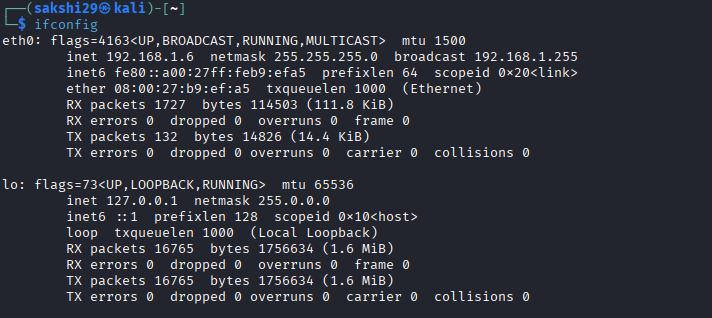 ┌──(sakshi29㉿kali)-[~]
└─$ ifconfig
eth0: flags=4163<UP,BROADCAST,RUNNING,MULTICAST>  mtu 1500
        inet 192.168.1.6  netmask 255.255.255.0  broadcast 192.168.1.255
        inet6 fe80::a00:27ff:feb9:efa5  prefixlen 64  scopeid 0×20<link>
        ether 08:00:27:b9:ef:a5  txqueuelen 1000  (Ethernet)
        RX packets 1727  bytes 114503 (111.8 KiB)
        RX errors 0  dropped 0  overruns 0  frame 0
        TX packets 132  bytes 14826 (14.4 KiB)
        TX errors 0  dropped 0 overruns 0  carrier 0  collisions 0

lo: flags=73<UP,LOOPBACK,RUNNING>  mtu 65536
        inet 127.0.0.1  netmask 255.0.0.0
        inet6 ::1  prefixlen 128  scopeid 0×10<host>
        loop  txqueuelen 1000  (Local Loopback)
        RX packets 16765  bytes 1756634 (1.6 MiB)
        RX errors 0  dropped 0  overruns 0  frame 0
        TX packets 16765  bytes 1756634 (1.6 MiB)
        TX errors 0  dropped 0 overruns 0  carrier 0  collisions 0